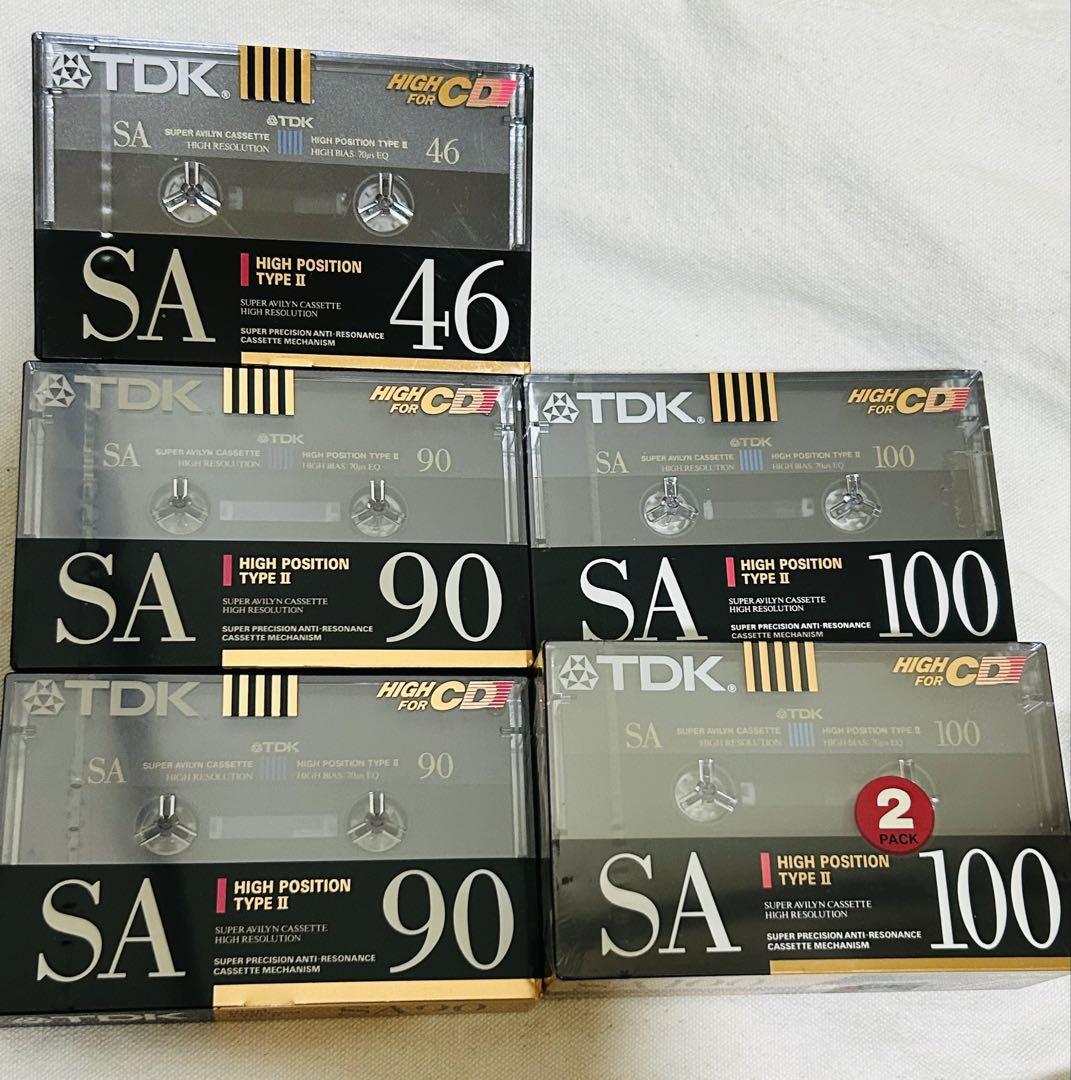 TDK®
HIGH FOR CD
TDK
SA SUPER AVILYN CASSETTE HIGH POSITION TYPE II 46
HIGH RESOLUTION HIGH BIAS 70μs EQ
SA HIGH POSITION 46
TYPE II
SUPER AVILYN CASSETTE
HIGH RESOLUTION
SUPER PRECISION ANTI-RESONANCE
CASSETTE MECHANISM
TDK
HIGH FOR CD
TDK
SA SUPER AVILYN CASSETTE HIGH POSITION TYPE II 90
HIGH RESOLUTION HIGH BIAS 70μs EQ
SA HIGH POSITION 90
TYPE II
SUPER AVILYN CASSETTE
HIGH RESOLUTION
SUPER PRECISION ANTI-RESONANCE
CASSETTE MECHANISM
TDK®
HIGH FOR CD
TDK
SA SUPER AVILYN CASSETTE HIGH POSITION TYPE II 100
HIGH RESOLUTION HIGH BIAS 70μs EQ
SA HIGH POSITION 100
TYPE II
SUPER AVILYN CASSETTE
HIGH RESOLUTION
SUPER PRECISION ANTI-RESONANCE
CASSETTE MECHANISM
TDK
HIGH FOR CD
TDK
SA SUPER AVILYN CASSETTE HIGH POSITION TYPE II 90
HIGH RESOLUTION HIGH BIAS 70μs EQ
SA HIGH POSITION 90
TYPE II
SUPER AVILYN CASSETTE
HIGH RESOLUTION
SUPER PRECISION ANTI-RESONANCE
CASSETTE MECHANISM
TDK SA90
TDK®
HIGH FOR CD
TDK
SA SUPER AVILYN CASSETTE HIGH POSITION TYPE II 100
HIGH RESOLUTION HIGH BIAS 70μs EQ
2
PACK
SA HIGH POSITION 100
TYPE II
SUPER AVILYN CASSETTE
HIGH RESOLUTION
SUPER PRECISION ANTI-RESONANCE
CASSETTE MECHANISM
SA100